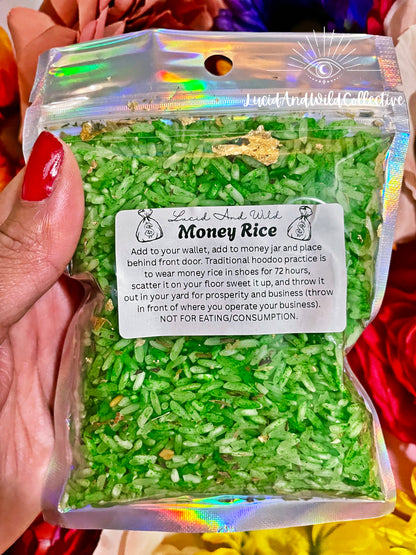 LucidAndWildCollective
Lucid And Wild
Money Rice
Add to your wallet, add to money jar and place
behind front door. Traditional hoodoo practice is
to wear money rice in shoes for 72 hours,
scatter it on your floor sweet it up, and throw it
out in your yard for prosperity and business (throw
in front of where you operate your business).
NOT FOR EATING/CONSUMPTION.